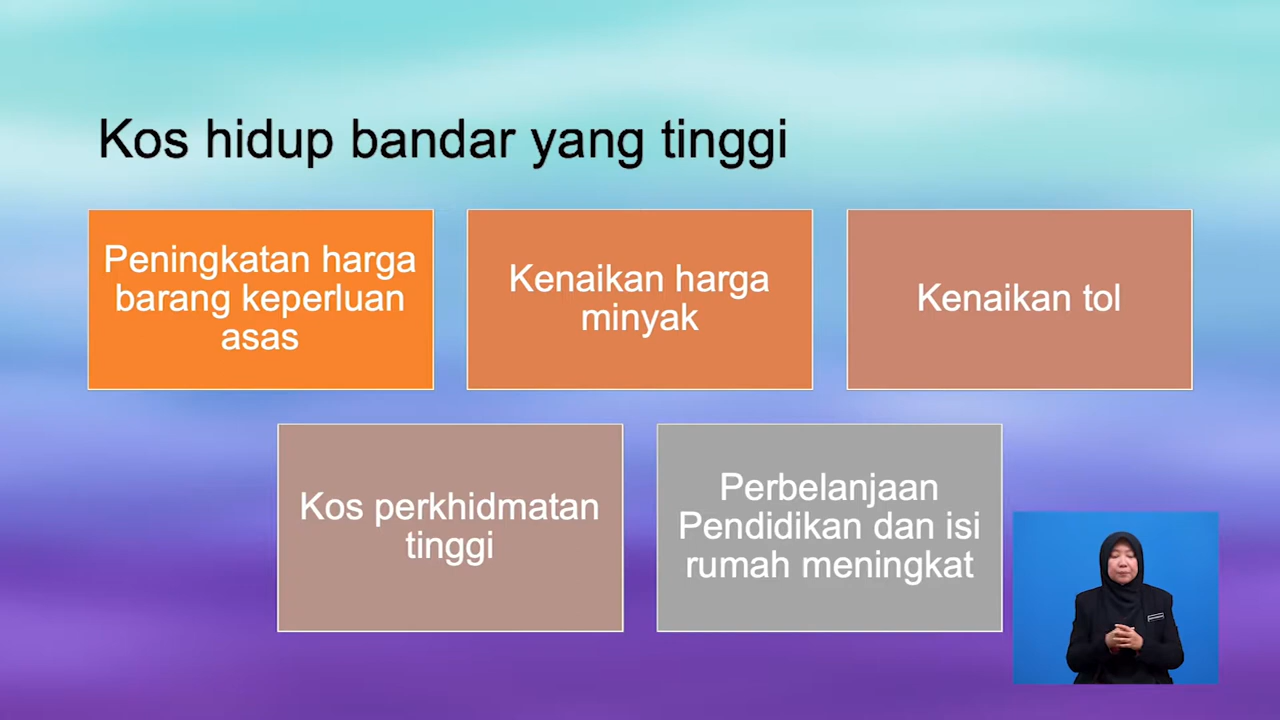 Kos hidup bandar yang tinggi
Peningkatan harga
barang keperluan
asas
Kenaikan harga
minyak
Kenaikan tol
Kos perkhidmatan
tinggi
Perbelanjaan
Pendidikan dan isi
rumah meningkat